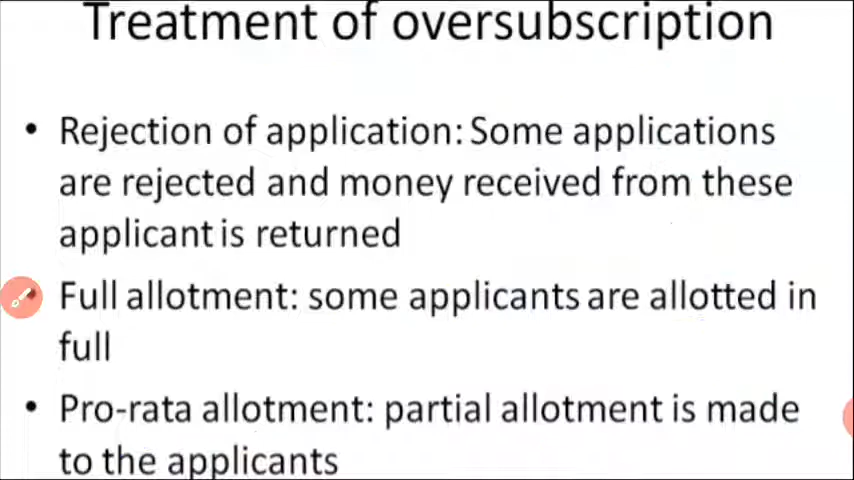 Treatment of oversubscription
• Rejection of application: Some applications
are rejected and money received from these
applicant is returned
Full allotment: some applicants are allotted in
full
• Pro-rata allotment: partial allotment is made
to the applicants